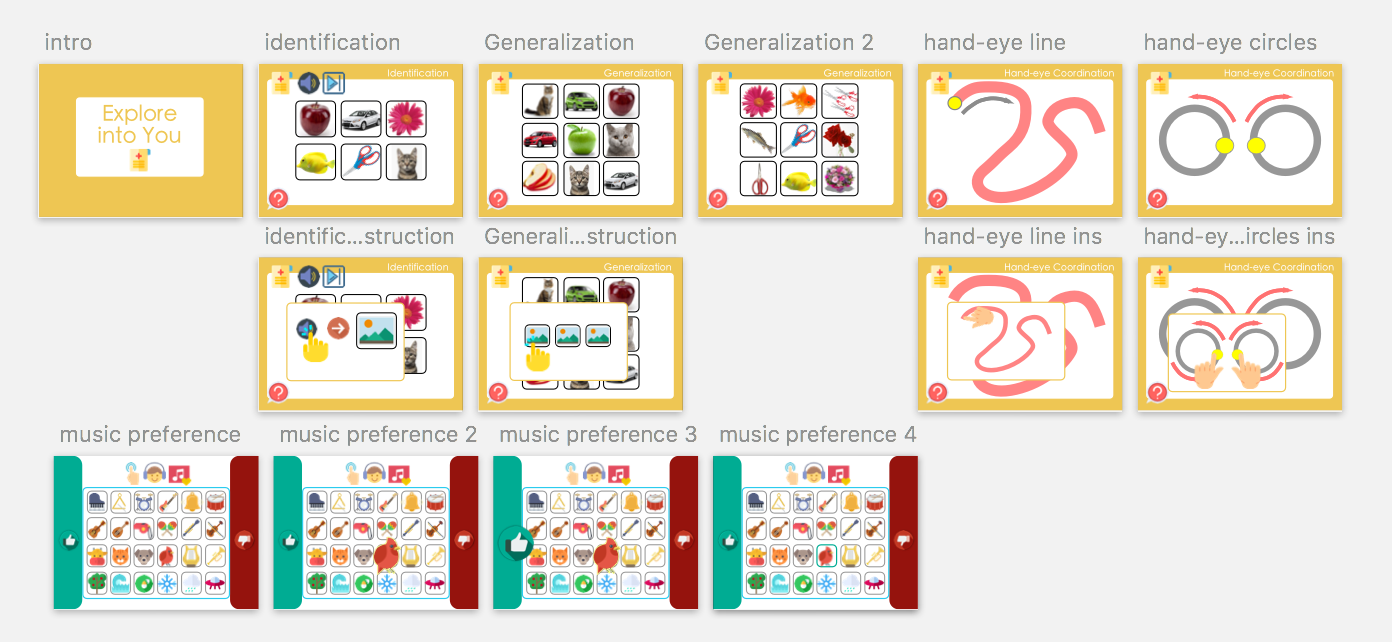 intro
identification
Generalization
Generalization 2
hand-eye line
hand-eye circles
Explore
into You
Identification
Generalization
Generalization
Hand-eye Coordination
Hand-eye Coordination
?
?
?
?
?
identific...struction
Generali...struction
hand-eye line ins
hand-ey...ircles ins
Identification
Generalization
Hand-eye Coordination
Hand-eye Coordination
?
?
?
?
music preference
music preference 2
music preference 3
music preference 4